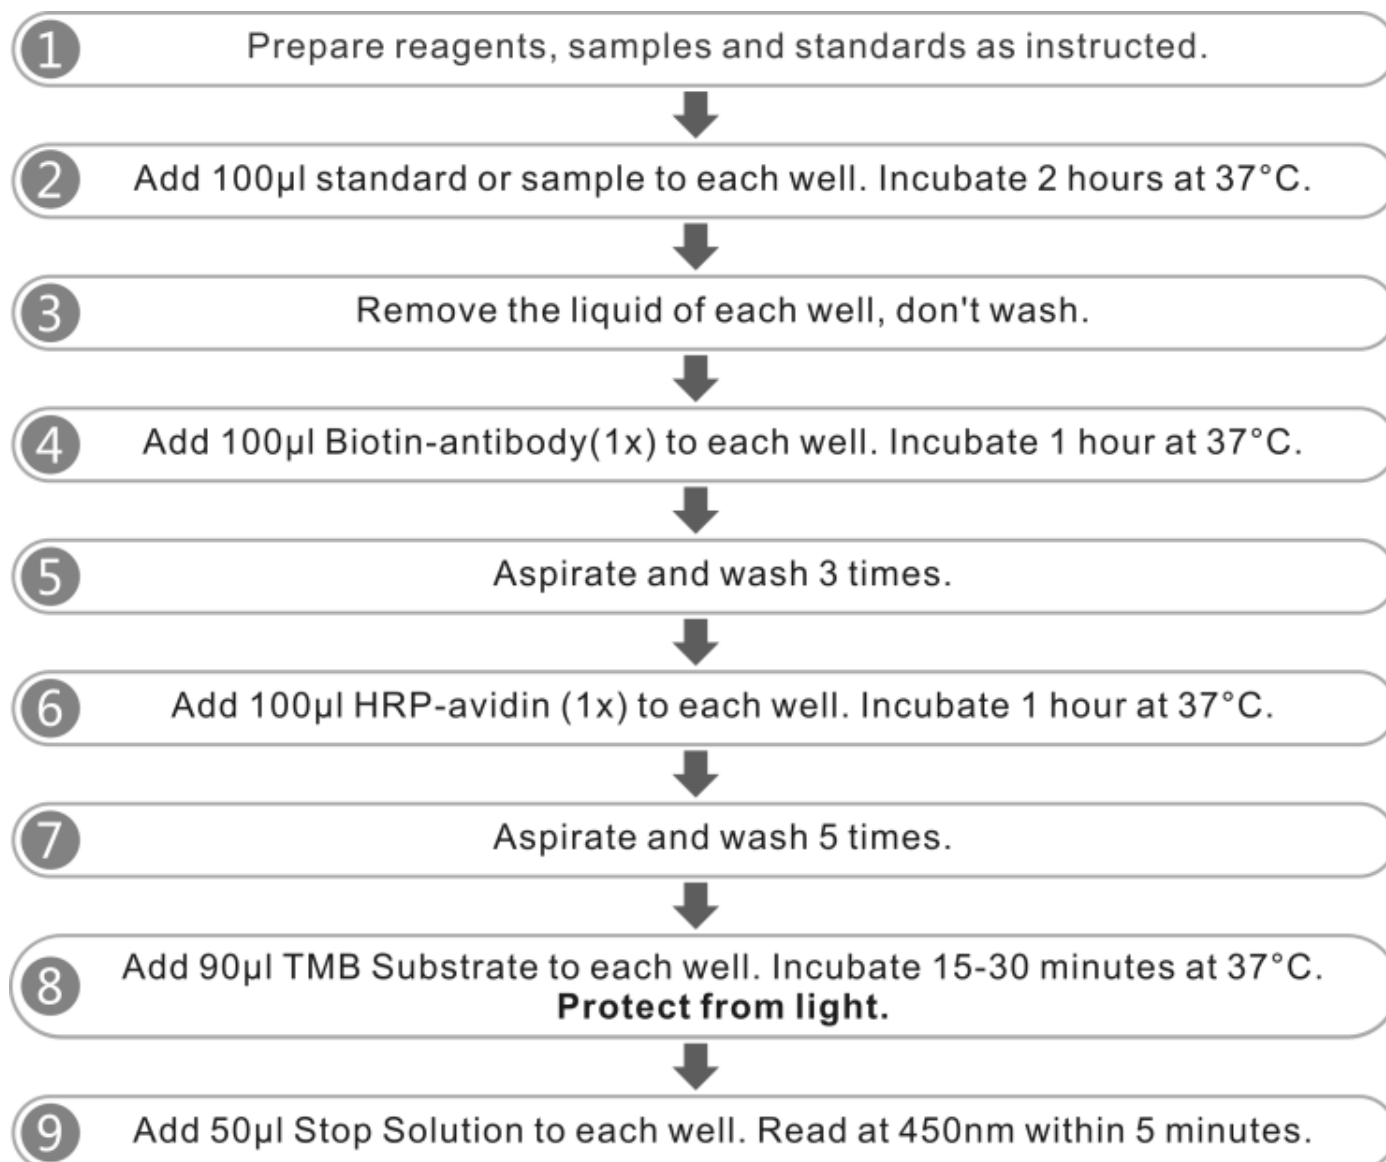 1 Prepare reagents, samples and standards as instructed.
2 Add 100µl standard or sample to each well. Incubate 2 hours at 37°C.
3 Remove the liquid of each well, don't wash.
4 Add 100µl Biotin-antibody(1x) to each well. Incubate 1 hour at 37°C.
5 Aspirate and wash 3 times.
6 Add 100µl HRP-avidin (1x) to each well. Incubate 1 hour at 37°C.
7 Aspirate and wash 5 times.
8 Add 90µl TMB Substrate to each well. Incubate 15-30 minutes at 37°C.
Protect from light.
9 Add 50µl Stop Solution to each well. Read at 450nm within 5 minutes.